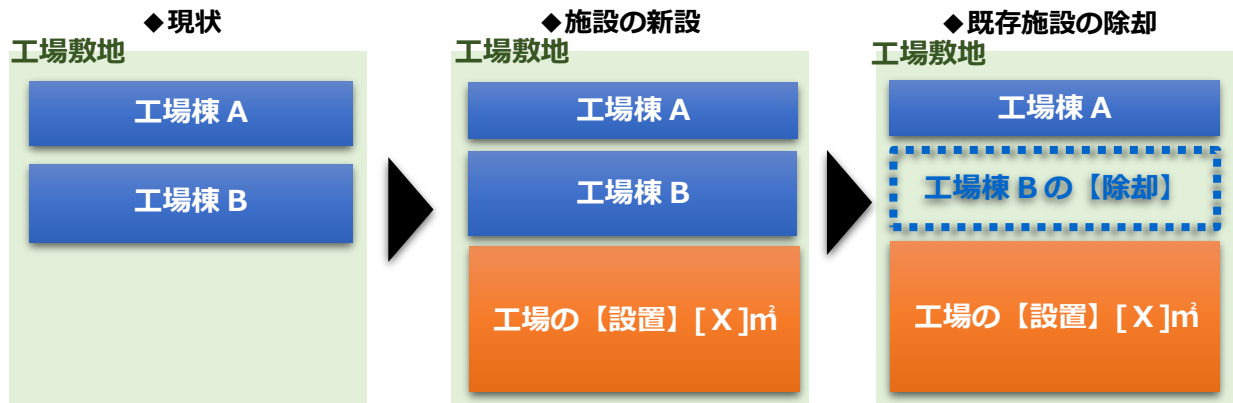 ◆現状
工場敷地
工場棟 A
工場棟 B
◆施設の新設
工場敷地
工場棟 A
工場棟 B
工場の【設置】[ X ]㎡
◆既存施設の除却
工場敷地
工場棟 A
工場棟 B の【除却】
工場の【設置】[ X ]㎡